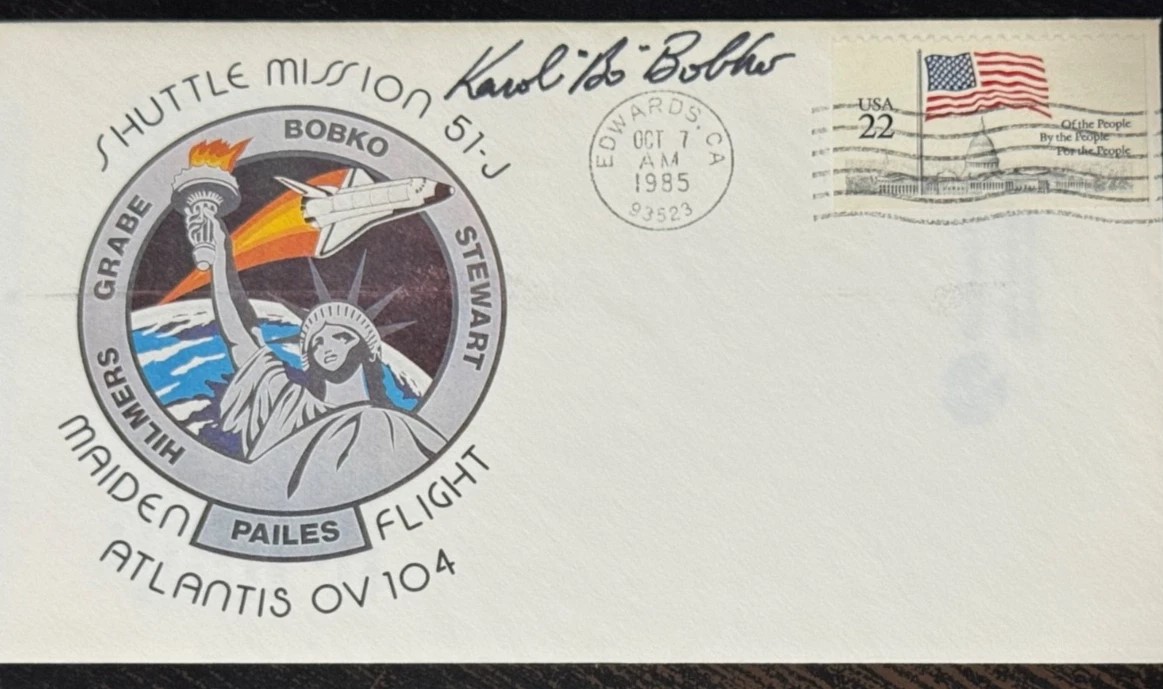 SHUTTLE MISSION 51-J
Karol "Bo" Bobko
BOBKO
GRABE
STEWART
HILMERS
PAILES
MAIDEN FLIGHT
ATLANTIS OV 104
EDWARDS, CA
OCT 7
AM
1985
93523
USA
22
Of the People
By the People
For the People